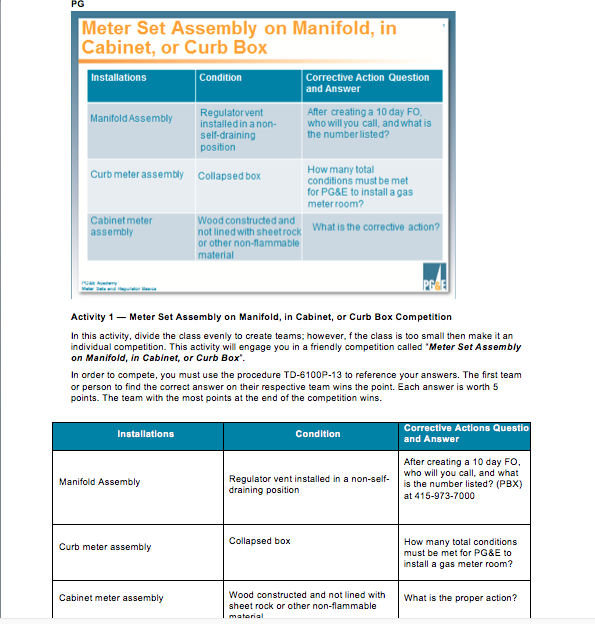 PG
Meter Set Assembly on Manifold, in
Cabinet, or Curb Box
Installations
Condition
Corrective Action Question
and Answer
Manifold Assembly
Regulator vent
installed in a non-
self-draining
position
After creating a 10 day FO,
who will you call, and what is
the number listed?
Curb meter assembly
Collapsed box
How many total
conditions must be met
for PG&E to install a gas
meter room?
Cabinet meter
assembly
Wood constructed and
not lined with sheet rock
or other non-flammable
material
What is the corrective action?
PG&E Academy
Meter Sets and Regulator Basics
PG&E
Activity 1 — Meter Set Assembly on Manifold, in Cabinet, or Curb Box Competition
In this activity, divide the class evenly to create teams; however, f the class is too small then make it an
individual competition. This activity will engage you in a friendly competition called "Meter Set Assembly
on Manifold, in Cabinet, or Curb Box".
In order to compete, you must use the procedure TD-6100P-13 to reference your answers. The first team
or person to find the correct answer on their respective team wins the point. Each answer is worth 5
points. The team with the most points at the end of the competition wins.
Installations
Condition
Corrective Actions Questio
and Answer
Manifold Assembly
Regulator vent installed in a non-self-
draining position
After creating a 10 day FO,
who will you call, and what
is the number listed? (PBX)
at 415-973-7000
Curb meter assembly
Collapsed box
How many total conditions
must be met for PG&E to
install a gas meter room?
Cabinet meter assembly
Wood constructed and not lined with
sheet rock or other non-flammable
material
What is the proper action?